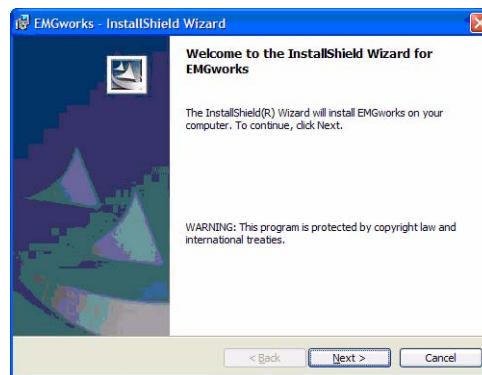 EMGworks - InstallShield Wizard
Welcome to the InstallShield Wizard for
EMGworks
The InstallShield(R) Wizard will install EMGworks on your
computer. To continue, click Next.
WARNING: This program is protected by copyright law and
international treaties.
< Back
Next >
Cancel